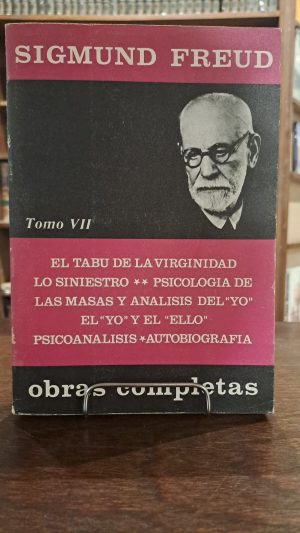 SIGMUND FREUD
Tomo VII
EL TABU DE LA VIRGINIDAD
LO SINIESTRO ** PSICOLOGIA DE
LAS MASAS Y ANALISIS DEL "YO"
EL "YO" Y EL "ELLO"
PSICOANALISIS * AUTOBIOGRAFIA
obras completas